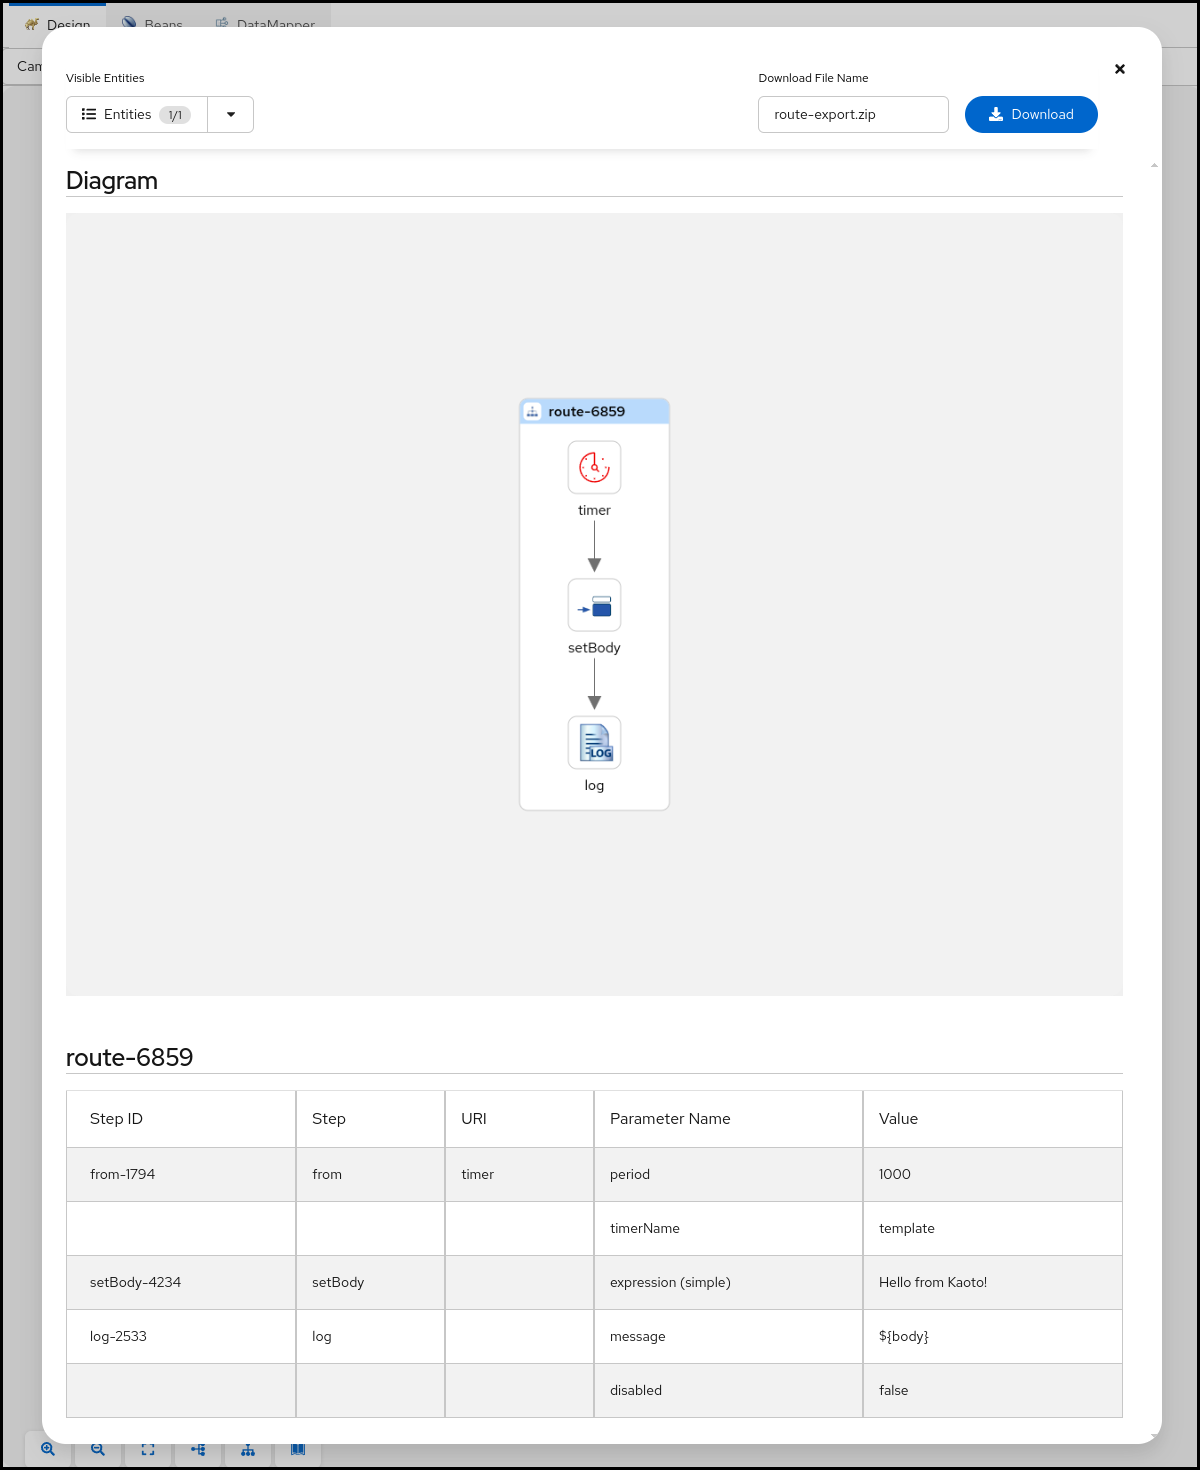 Design Beans DataMapper
Cam
Visible Entities
Download File Name
Entities 1/1
route-export.zip
Download
Diagram
route-6859
timer
setBody
LOG
log
route-6859
Step ID Step URI Parameter Name Value
from-1794 from timer period 1000
timerName template
setBody-4234 setBody expression (simple) Hello from Kaoto!
log-2533 log message ${body}
disabled false